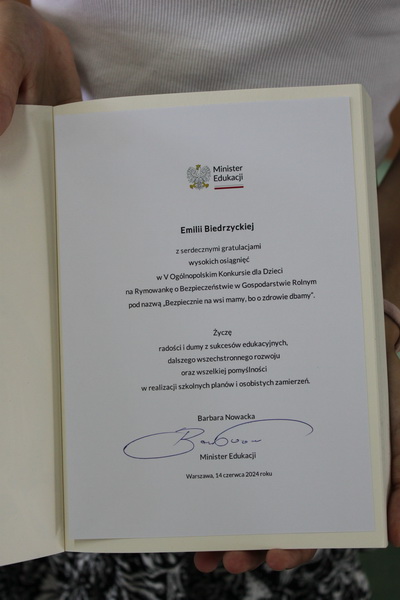 Minister
Edukacji
Emilii Biedrzyckiej
z serdecznymi gratulacjami
wysokich osiągnięć
w V Ogólnopolskim Konkursie dla Dzieci
na Rymowankę o Bezpieczeństwie w Gospodarstwie Rolnym
pod nazwą „Bezpiecznie na wsi mamy, bo o zdrowie dbamy”.
Życzę
radości i dumy z sukcesów edukacyjnych,
dalszego wszechstronnego rozwoju
oraz wszelkiej pomyślności
w realizacji szkolnych planów i osobistych zamierzeń.
Barbara Nowacka
Minister Edukacji
Warszawa, 14 czerwca 2024 roku